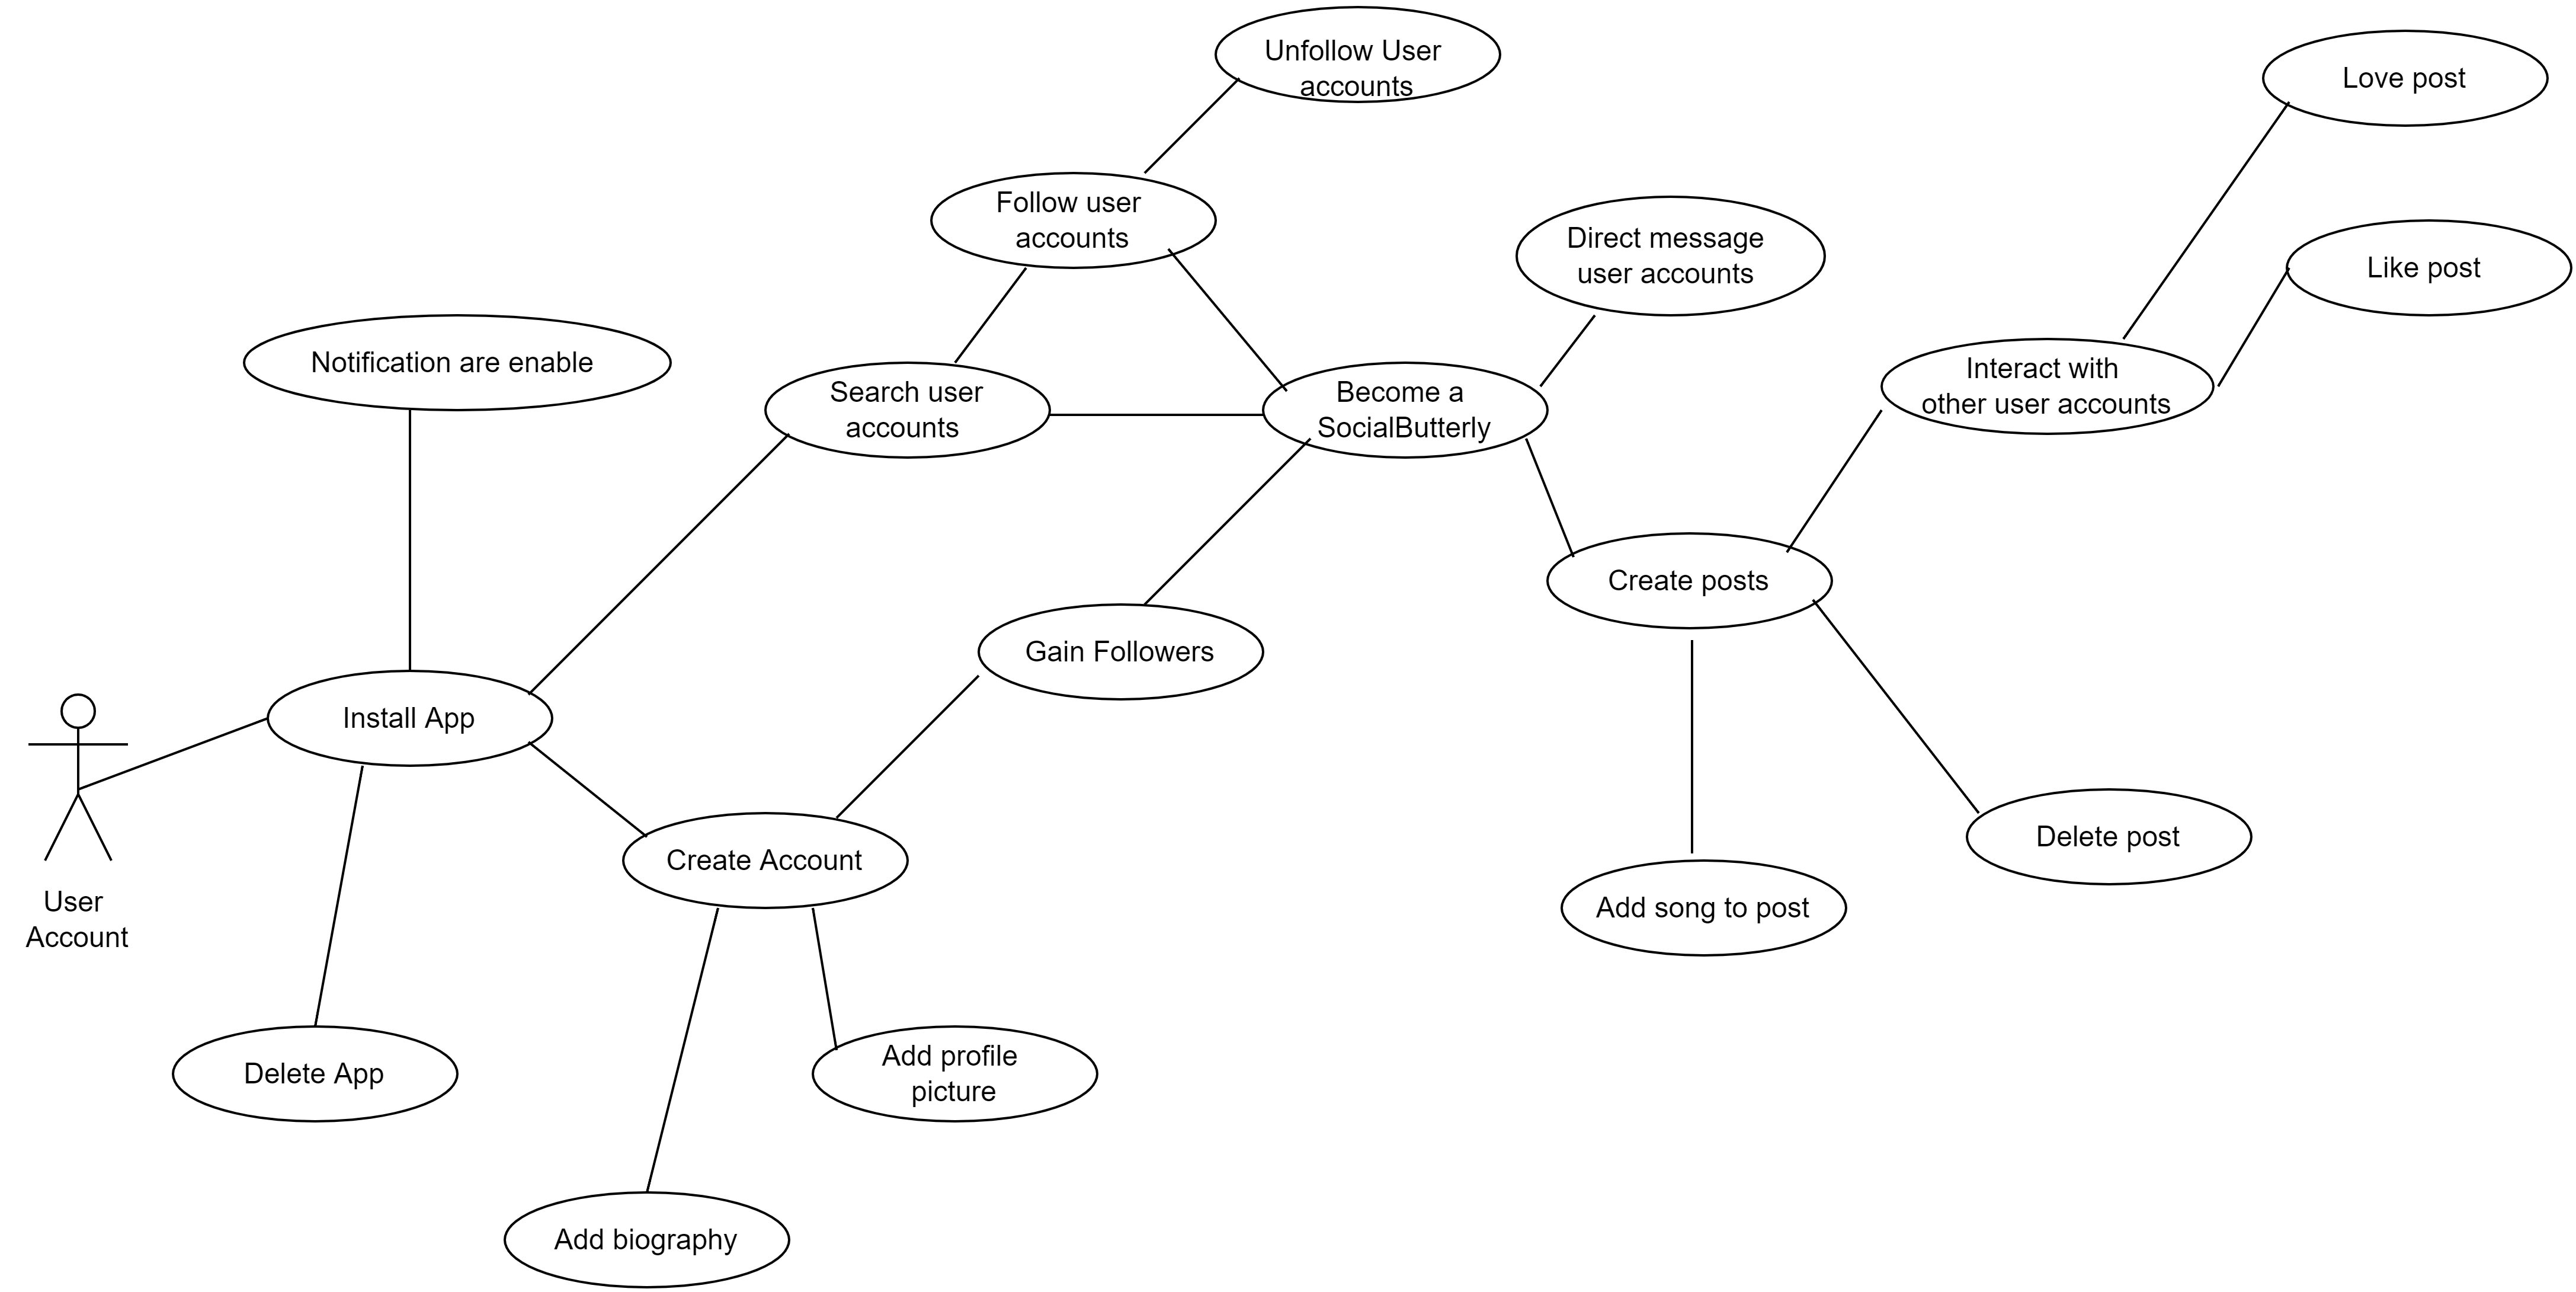 Unfollow User
accounts
Love post
Follow user
accounts
Direct message
user accounts
Like post
Notification are enable
Search user
accounts
Become a
SocialButterly
Interact with
other user accounts
Create posts
Gain Followers
Install App
Create Account
Delete post
User
Account
Add song to post
Delete App
Add profile
picture
Add biography